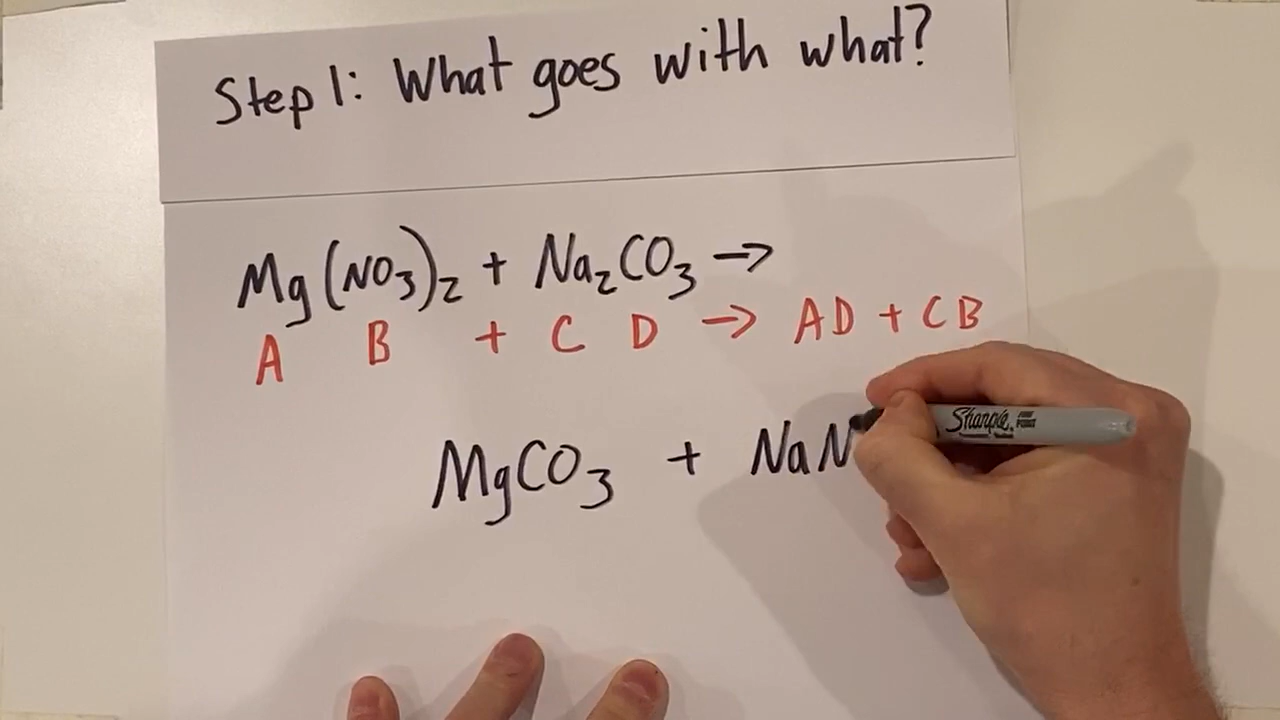 Step 1: What goes with what?
Mg(NO₃)₂ + Na₂CO₃ →
A B + C D → AD + CB
MgCO₃ + NaN
Sharpie